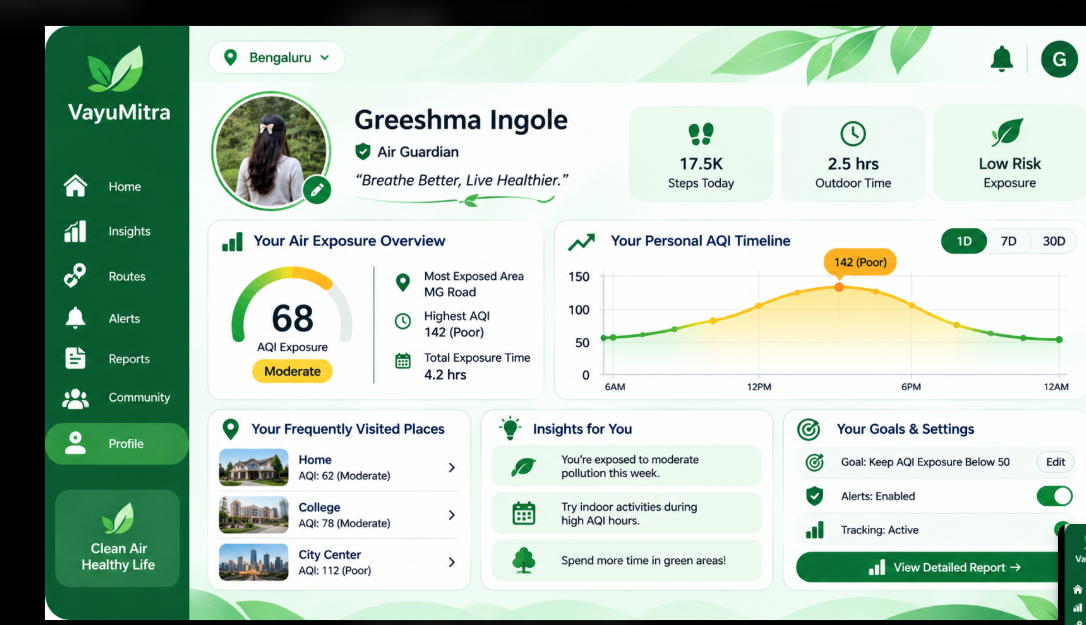 VayuMitra
Home
Insights
Routes
Alerts
Reports
Community
Profile
Clean Air
Healthy Life
Bengaluru
G
Greeshma Ingole
Air Guardian
“Breathe Better, Live Healthier.”
17.5K
Steps Today
2.5 hrs
Outdoor Time
Low Risk
Exposure
Your Air Exposure Overview
68
AQI Exposure
Moderate
Most Exposed Area
MG Road
Highest AQI
142 (Poor)
Total Exposure Time
4.2 hrs
Your Personal AQI Timeline
1D 7D 30D
142 (Poor)
150
100
50
0
6AM 12PM 6PM 12AM
Your Frequently Visited Places
Home
AQI: 62 (Moderate)
College
AQI: 78 (Moderate)
City Center
AQI: 112 (Poor)
Insights for You
You're exposed to moderate
pollution this week.
Try indoor activities during
high AQI hours.
Spend more time in green areas!
Your Goals & Settings
Goal: Keep AQI Exposure Below 50 Edit
Alerts: Enabled
Tracking: Active
View Detailed Report →